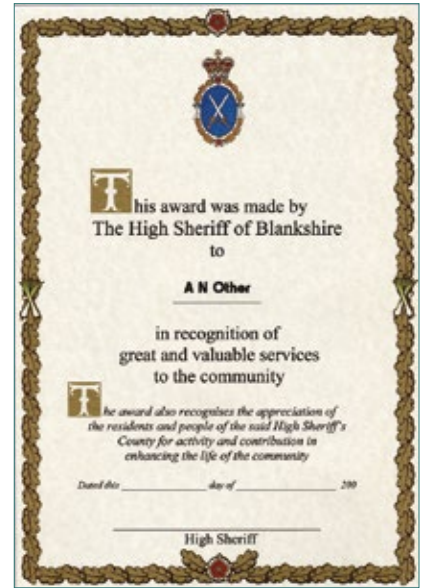 This award was made by
The High Sheriff of Blankshire
to
A N Other
in recognition of
great and valuable services
to the community
The award also recognises the appreciation of
the residents and people of the said High Sheriff's
County for activity and contribution in
enhancing the life of the community
Dated this ____________ day of ____________ 200
High Sheriff